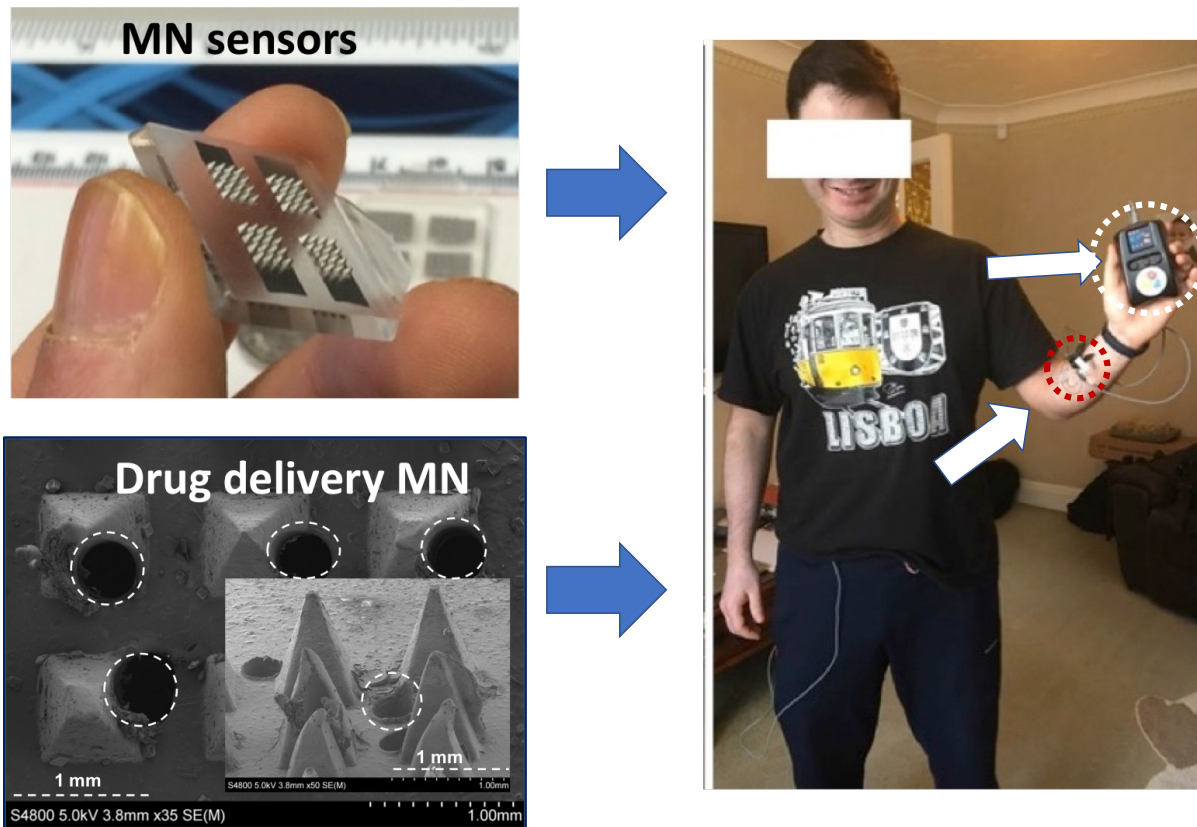 MN sensors
LISBOA
Drug delivery MN
1 mm
1 mm
S4800 5.0kV 3.8mm x50 SE(M)
1.00mm
S4800 5.0kV 3.8mm x35 SE(M)
1.00mm